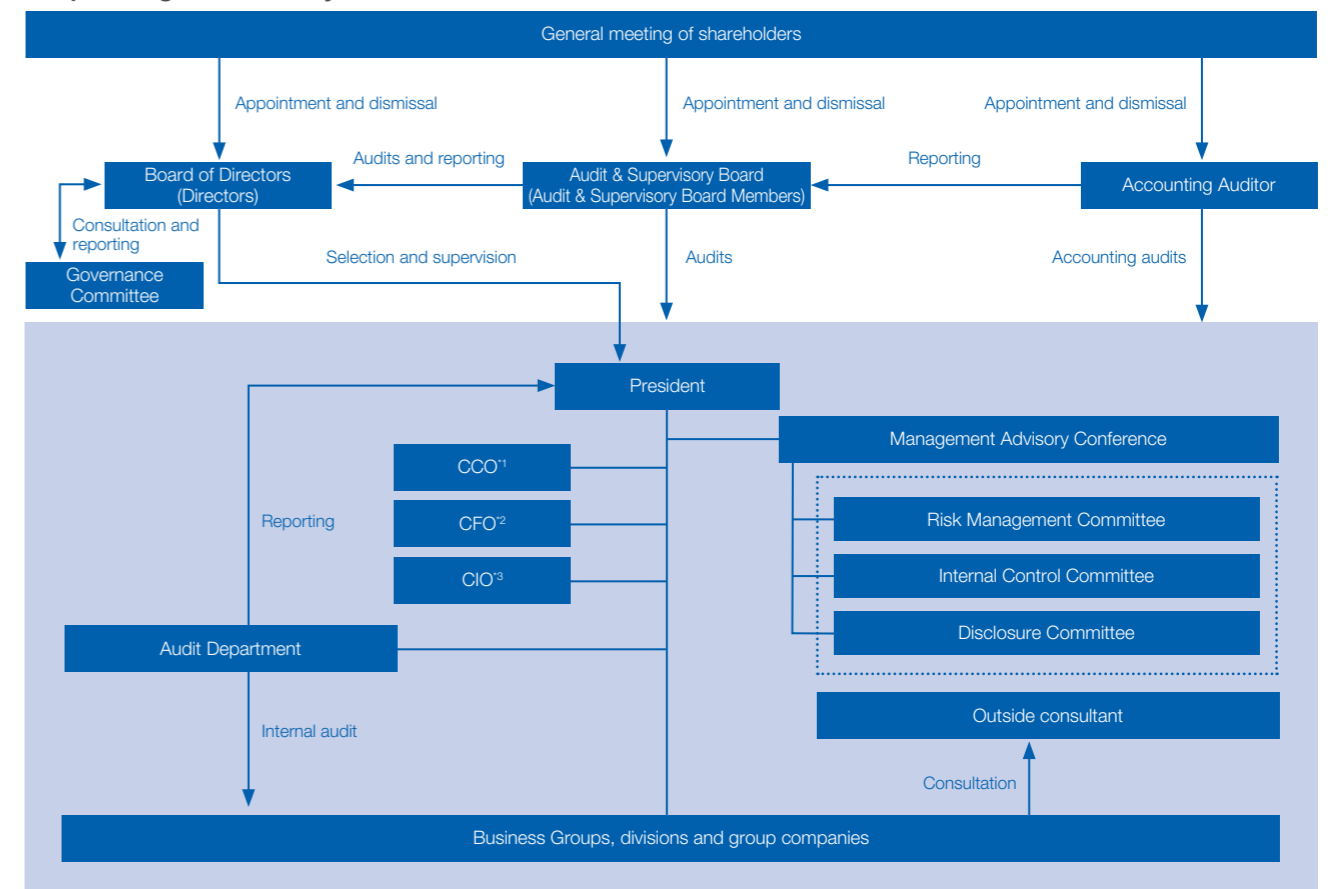 General meeting of shareholders
Appointment and dismissal
Appointment and dismissal
Appointment and dismissal
Board of Directors
(Directors)
Audits and reporting
Audit & Supervisory Board
(Audit & Supervisory Board Members)
Reporting
Accounting Auditor
Consultation and
reporting
Governance
Committee
Selection and supervision
Audits
Accounting audits
President
Management Advisory Conference
CCO*1
CFO*2
CIO*3
Reporting
Risk Management Committee
Internal Control Committee
Disclosure Committee
Audit Department
Internal audit
Outside consultant
Consultation
Business Groups, divisions and group companies